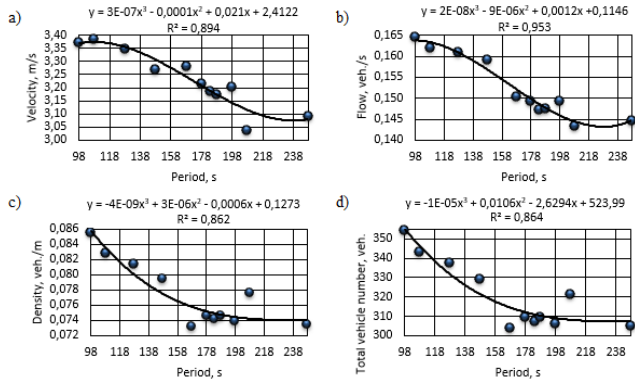 a)
y = 3E-07x³ - 0,0001x² + 0,021x + 2,4122
R² = 0,894
Velocity, m/s
3,40
3,35
3,30
3,25
3,20
3,15
3,10
3,05
3,00
98 118 138 158 178 198 218 238
Period, s
b)
y = 2E-08x³ - 9E-06x² + 0,0012x + 0,1146
R² = 0,953
Flow, veh./s
0,165
0,160
0,155
0,150
0,145
0,140
98 118 138 158 178 198 218 238
Period, s
c)
y = -4E-09x³ + 3E-06x² - 0,0006x + 0,1273
R² = 0,862
Density, veh./m
0,086
0,084
0,082
0,080
0,078
0,076
0,074
0,072
98 118 138 158 178 198 218 238
Period, s
d)
y = -1E-05x³ + 0,0106x² - 2,6294x + 523,99
R² = 0,864
Total vehicle number, veh.
350
340
330
320
310
300
98 118 138 158 178 198 218 238
Period, s